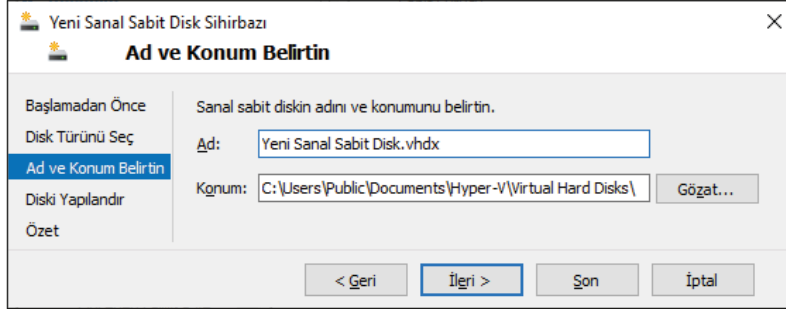 Yeni Sanal Sabit Disk Sihirbazı
Ad ve Konum Belirtin
Başlamadan Önce
Disk Türünü Seç
Ad ve Konum Belirtin
Diski Yapılandır
Özet
Sanal sabit diskin adını ve konumunu belirtin.
Ad: Yeni Sanal Sabit Disk.vhdx
Konum: C:\Users\Public\Documents\Hyper-V\Virtual Hard Disks\ Gözat...
< Geri İleri > Son İptal